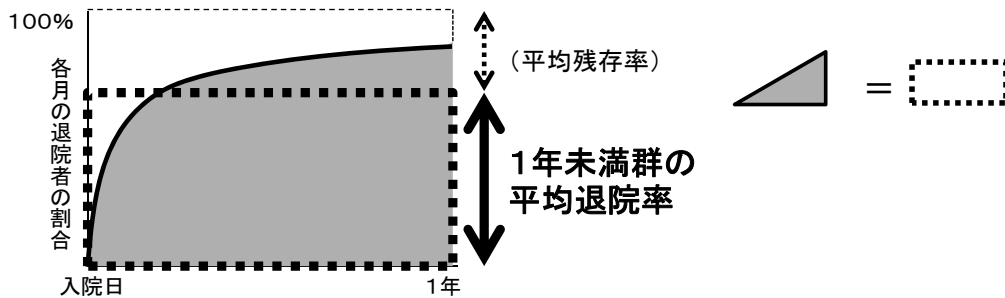 100%
各月の退院者の割合
(平均残存率)
=
1年未満群の
平均退院率
入院日
1年